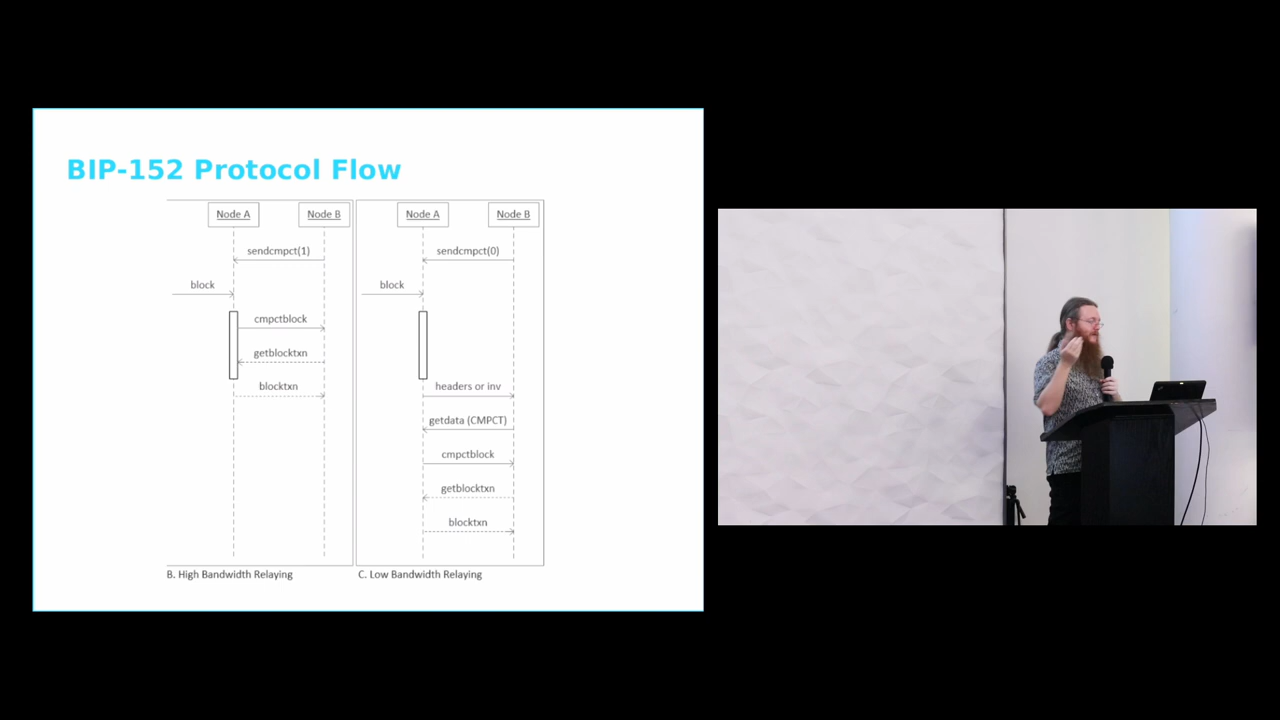 BIP-152 Protocol Flow
Node A
Node B
sendcmpct(1)
block
cmpctblock
getblocktxn
blocktxn
B. High Bandwidth Relaying
Node A
Node B
sendcmpct(0)
block
headers or inv
getdata (CMPCT)
cmpctblock
getblocktxn
blocktxn
C. Low Bandwidth Relaying